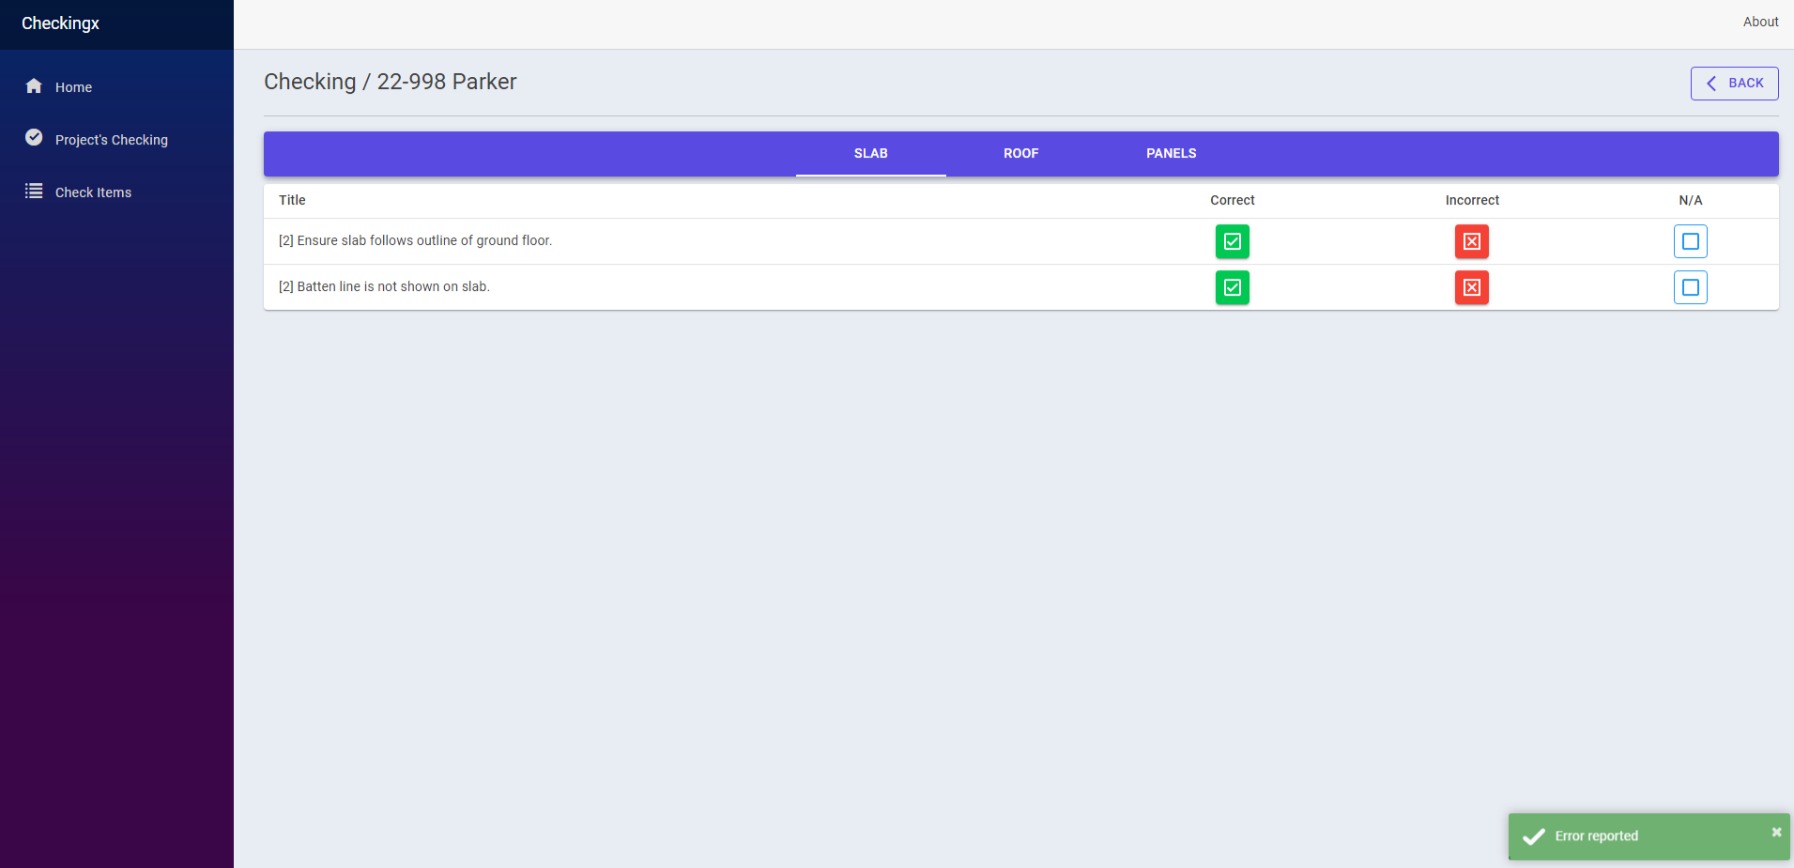 Checkingx
About
Home
Project's Checking
Check Items
Checking / 22-998 Parker
BACK
SLAB ROOF PANELS
Title Correct Incorrect N/A
[2] Ensure slab follows outline of ground floor.
[2] Batten line is not shown on slab.
Error reported